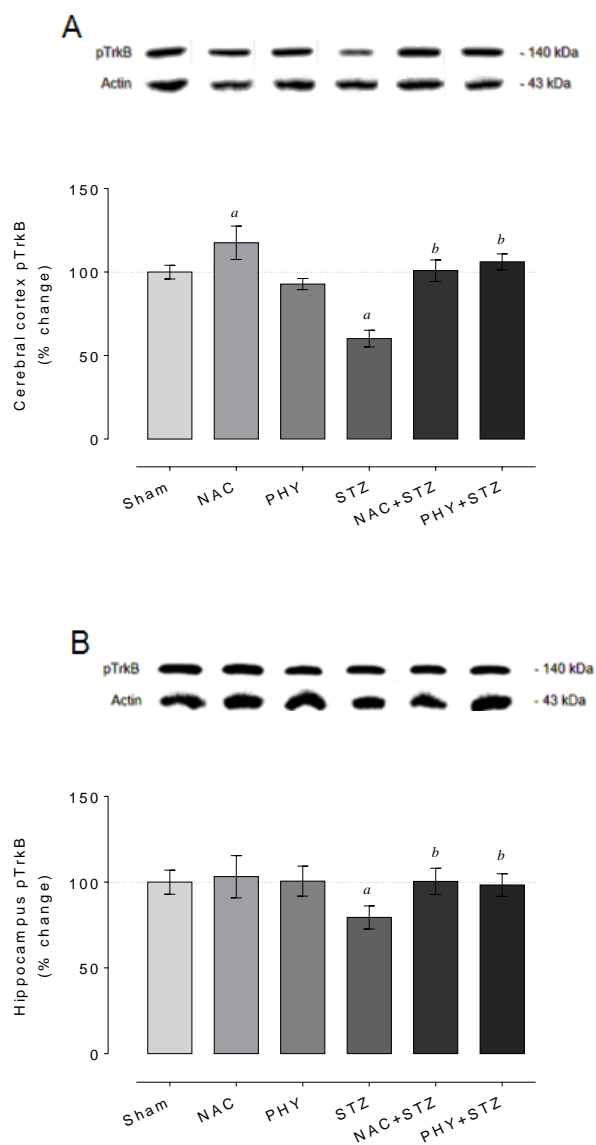 A
pTrkB - 140 kDa
Actin - 43 kDa
Cerebral cortex pTrkB
(% change)
150
100
50
0
a
a
b
b
Sham NAC PHY STZ NAC+STZ PHY+STZ
B
pTrkB - 140 kDa
Actin - 43 kDa
Hippocampus pTrkB
(% change)
150
100
50
0
a
b
b
Sham NAC PHY STZ NAC+STZ PHY+STZ